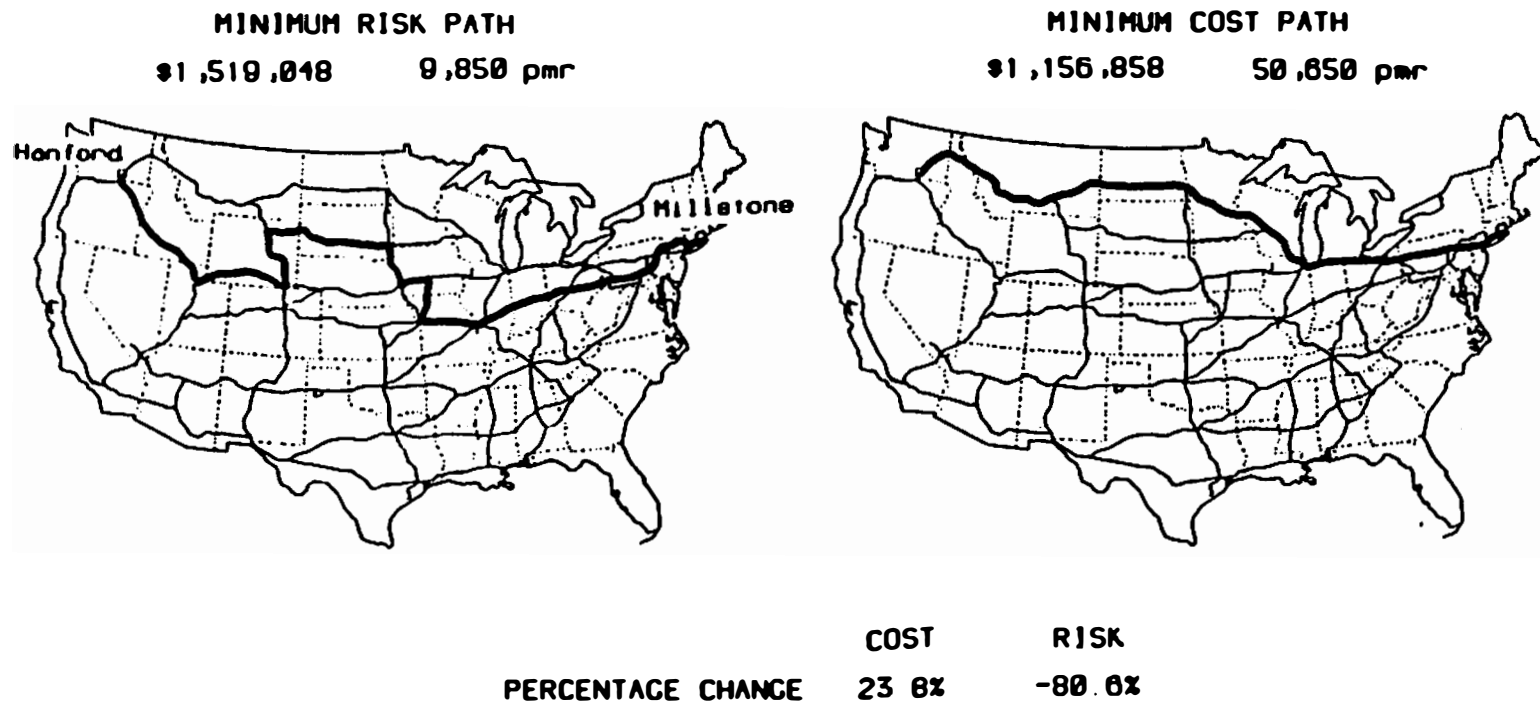 MINIMUM RISK PATH
$1,519,048 9,850 pmr
MINIMUM COST PATH
$1,156,858 50,650 pmr
Hanford
Millstone
COST RISK
PERCENTAGE CHANGE 23 8% -80.6%